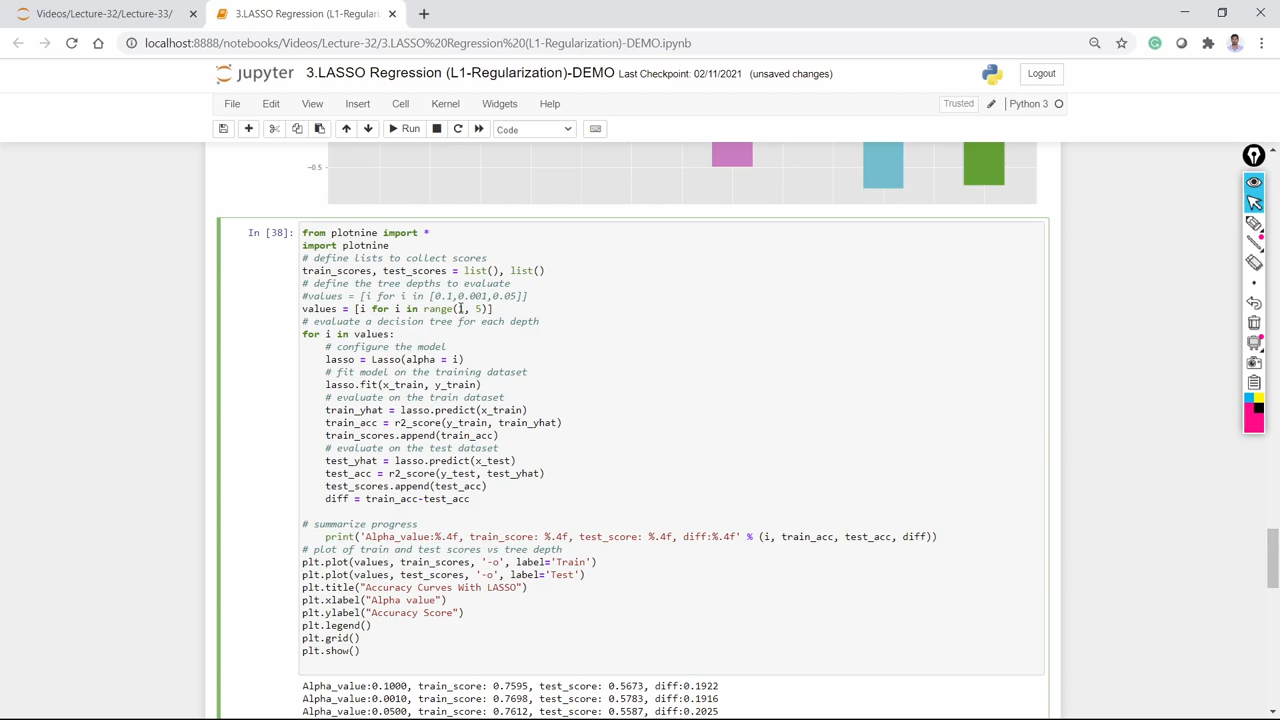 Videos/Lecture-32/Lecture-33/
3.LASSO Regression (L1-Regulari
localhost:8888/notebooks/Videos/Lecture-32/3.LASSO%20Regression%20(L1-Regularization)-DEMO.ipynb
jupyter 3.LASSO Regression (L1-Regularization)-DEMO Last Checkpoint: 02/11/2021 (unsaved changes)
Logout
File Edit View Insert Cell Kernel Widgets Help
Trusted Python 3
Run Code
−0.5
In [38]:
from plotnine import *
import plotnine
# define lists to collect scores
train_scores, test_scores = list(), list()
# define the tree depths to evaluate
#values = [i for i in [0.1,0.001,0.05]]
values = [i for i in range(1, 5)]
# evaluate a decision tree for each depth
for i in values:
# configure the model
lasso = Lasso(alpha = i)
# fit model on the training dataset
lasso.fit(x_train, y_train)
# evaluate on the train dataset
train_yhat = lasso.predict(x_train)
train_acc = r2_score(y_train, train_yhat)
train_scores.append(train_acc)
# evaluate on the test dataset
test_yhat = lasso.predict(x_test)
test_acc = r2_score(y_test, test_yhat)
test_scores.append(test_acc)
diff = train_acc-test_acc
# summarize progress
print('Alpha_value:%.4f, train_score: %.4f, test_score: %.4f, diff:%.4f' % (i, train_acc, test_acc, diff))
# plot of train and test scores vs tree depth
plt.plot(values, train_scores, '-o', label='Train')
plt.plot(values, test_scores, '-o', label='Test')
plt.title("Accuracy Curves With LASSO")
plt.xlabel("Alpha value")
plt.ylabel("Accuracy Score")
plt.legend()
plt.grid()
plt.show()
Alpha_value:0.1000, train_score: 0.7595, test_score: 0.5673, diff:0.1922
Alpha_value:0.0010, train_score: 0.7698, test_score: 0.5783, diff:0.1916
Alpha_value:0.0500, train_score: 0.7612, test_score: 0.5587, diff:0.2025